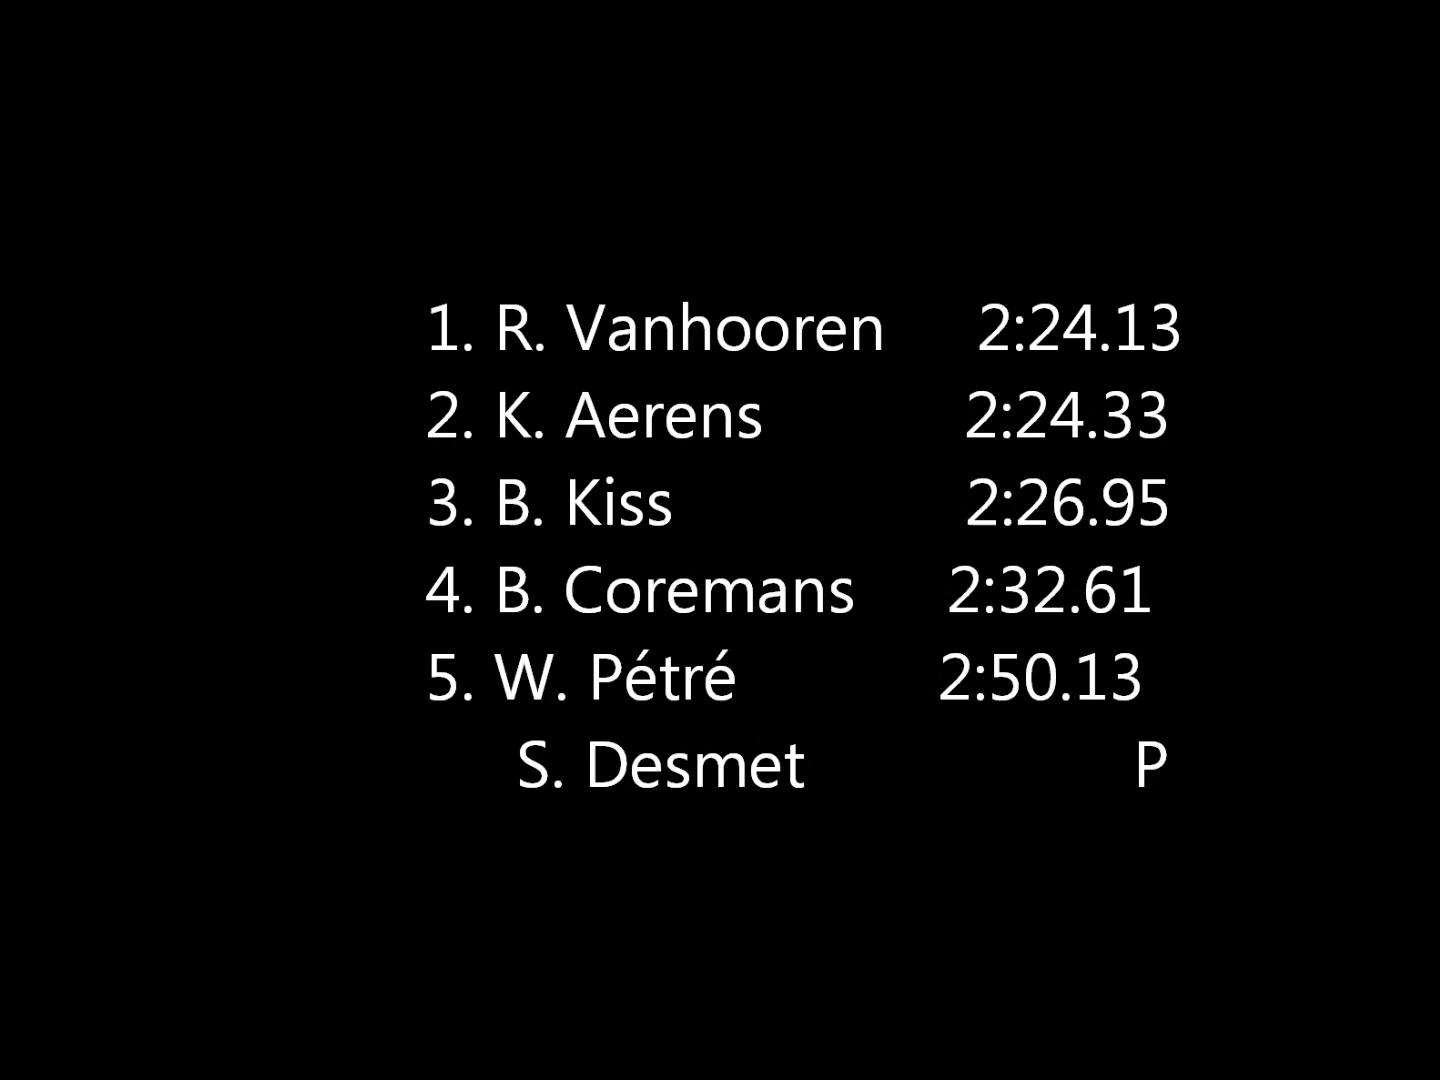 1. R. Vanhooren 2:24.13
2. K. Aerens 2:24.33
3. B. Kiss 2:26.95
4. B. Coremans 2:32.61
5. W. Pétré 2:50.13
S. Desmet P